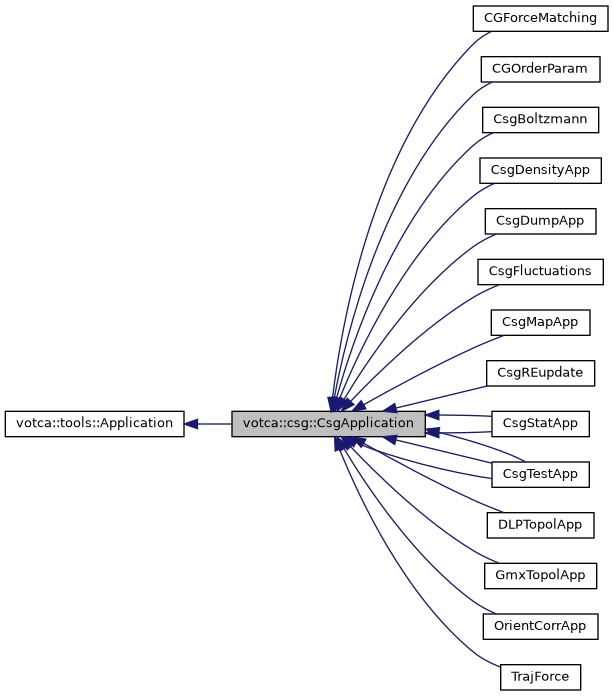 CGForceMatching
CGOrderParam
CsgBoltzmann
CsgDensityApp
CsgDumpApp
CsgFluctuations
CsgMapApp
CsgREupdate
votca::tools::Application
votca::csg::CsgApplication
CsgStatApp
CsgTestApp
DLPTopolApp
GmxTopolApp
OrientCorrApp
TrajForce